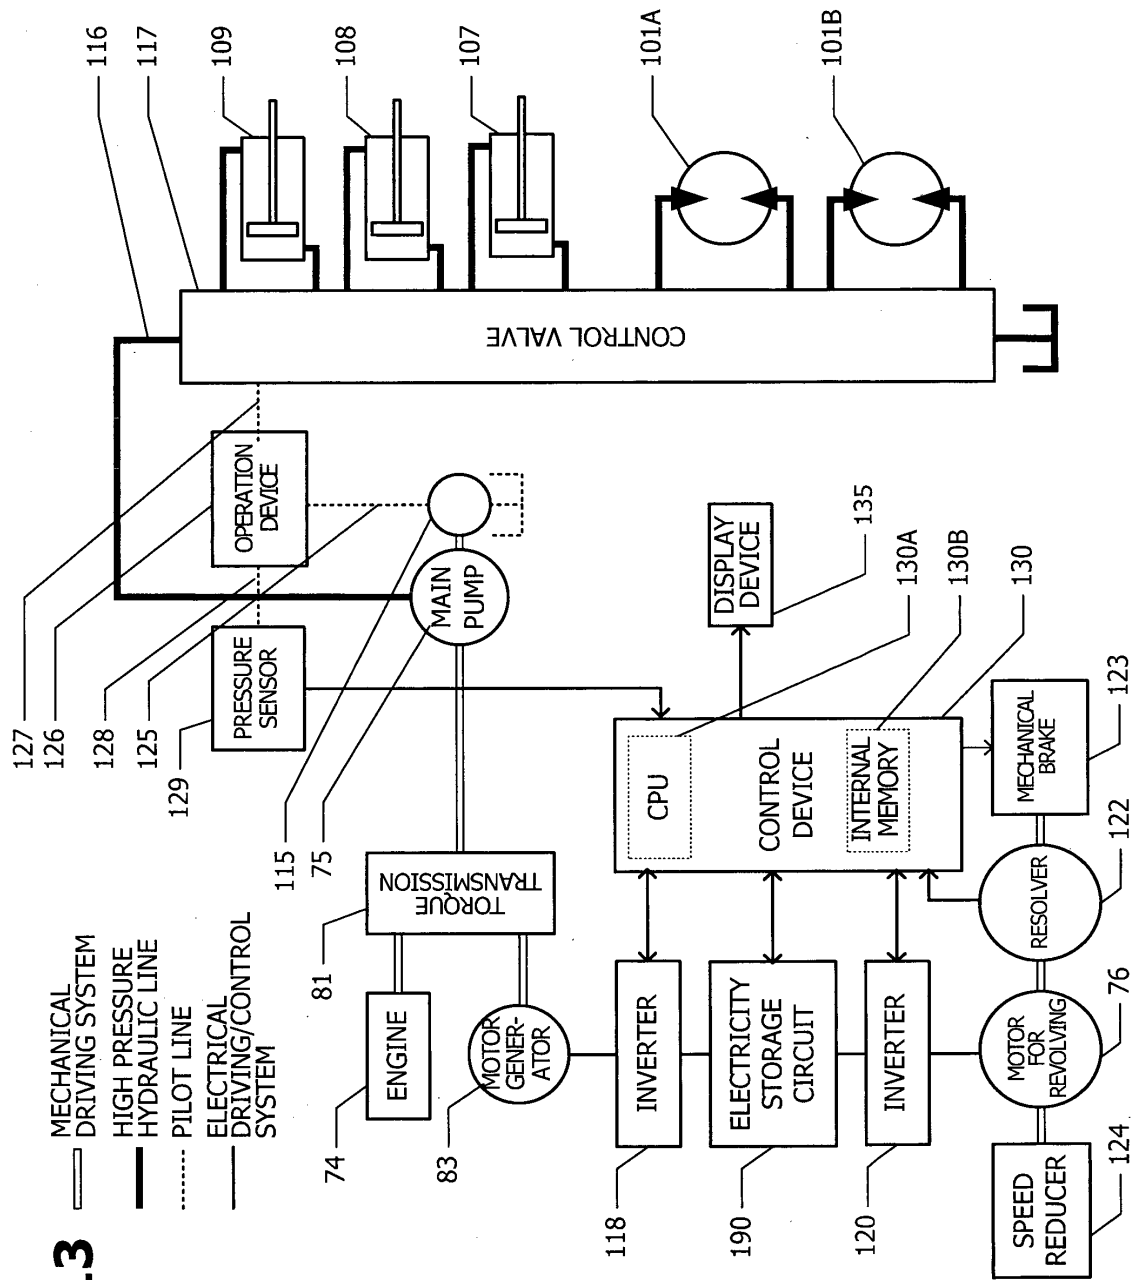 .3
MECHANICAL
DRIVING SYSTEM
HIGH PRESSURE
HYDRAULIC LINE
PILOT LINE
ELECTRICAL
DRIVING/CONTROL
SYSTEM
116
117
109
108
107
101A
101B
CONTROL VALVE
127
126
128
125
129
OPERATION
DEVICE
PRESSURE
SENSOR
MAIN
PUMP
115
75
81
TORQUE
TRANSMISSION
74
ENGINE
83
MOTOR
GENER-
ATOR
118
INVERTER
190
ELECTRICITY
STORAGE
CIRCUIT
120
INVERTER
CPU
CONTROL
DEVICE
INTERNAL
MEMORY
DISPLAY
DEVICE
135
130A
130B
130
MECHANICAL
BRAKE
123
RESOLVER
122
MOTOR
FOR
REVOLVING
76
SPEED
REDUCER
124